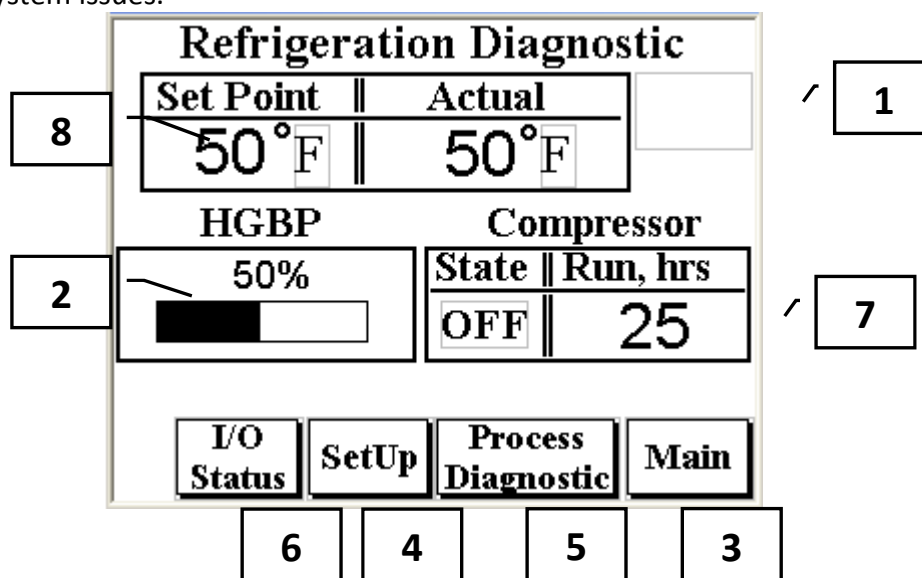 ystem issues.
Refrigeration Diagnostic
1
Set Point Actual
8
50°F 50°F
HGBP Compressor
2
50%
State Run, hrs
OFF 25
7
I/O Status
SetUp
Process Diagnostic
Main
6 4 5 3